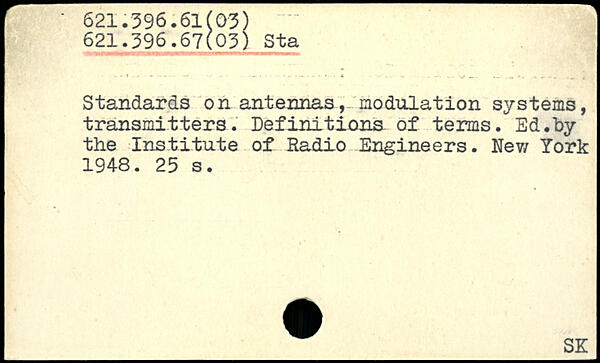 621.396.61(03)
621.396.67(03) Sta
Standards on antennas, modulation systems,
transmitters. Definitions of terms. Ed.by
the Institute of Radio Engineers. New York
1948. 25 s.
SK